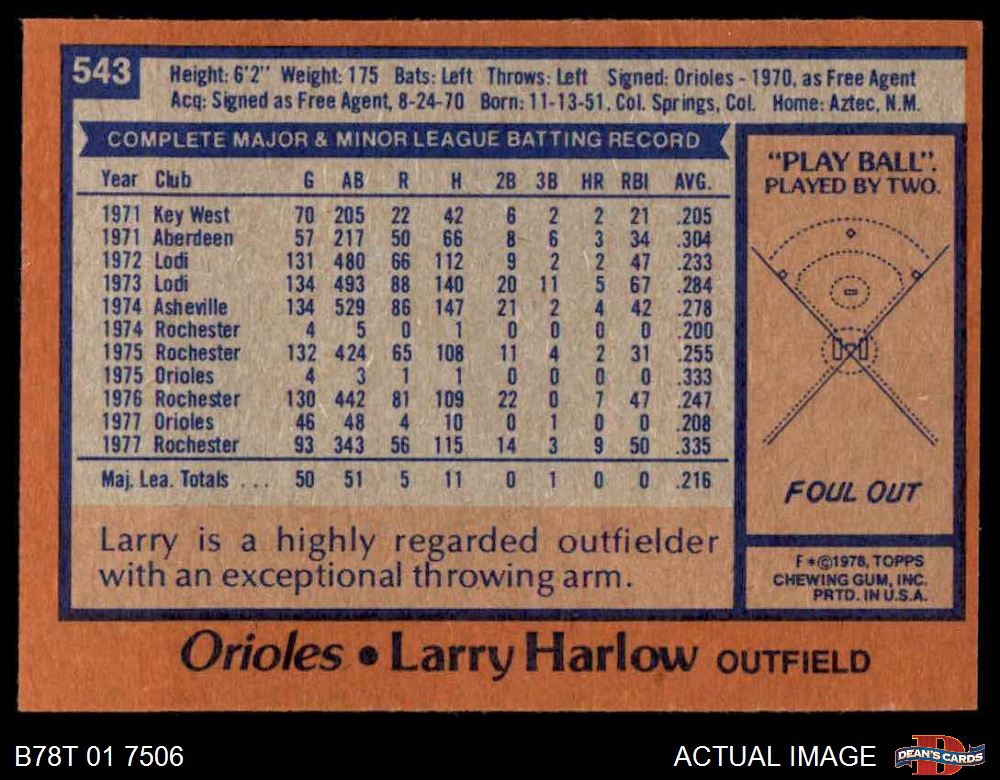 543
Height: 6'2" Weight: 175 Bats: Left Throws: Left Signed: Orioles - 1970, as Free Agent
Acq: Signed as Free Agent, 8-24-70 Born: 11-13-51, Col. Springs, Col. Home: Aztec, N.M.
COMPLETE MAJOR & MINOR LEAGUE BATTING RECORD
Year Club G AB R H 2B 3B HR RBI AVG.
1971 Key West 70 205 22 42 6 2 2 21 .205
1971 Aberdeen 57 217 50 66 8 6 3 34 .304
1972 Lodi 131 480 66 112 9 2 2 47 .233
1973 Lodi 134 493 88 140 20 11 5 67 .284
1974 Asheville 134 529 86 147 21 2 4 42 .278
1974 Rochester 4 5 0 1 0 0 0 0 .200
1975 Rochester 132 424 65 108 11 4 2 31 .255
1975 Orioles 4 3 1 1 0 0 0 0 .333
1976 Rochester 130 442 81 109 22 0 7 47 .247
1977 Orioles 46 48 4 10 0 1 0 0 .208
1977 Rochester 93 343 56 115 14 3 9 50 .335
Maj. Lea. Totals ... 50 51 5 11 0 1 0 0 .216
Larry is a highly regarded outfielder
with an exceptional throwing arm.
"PLAY BALL".
PLAYED BY TWO.
FOUL OUT
F*©1978, TOPPS
CHEWING GUM, INC.
PRTD. IN U.S.A.
Orioles • Larry Harlow OUTFIELD
B78T 01 7506
ACTUAL IMAGE
DEAN'S CARDS